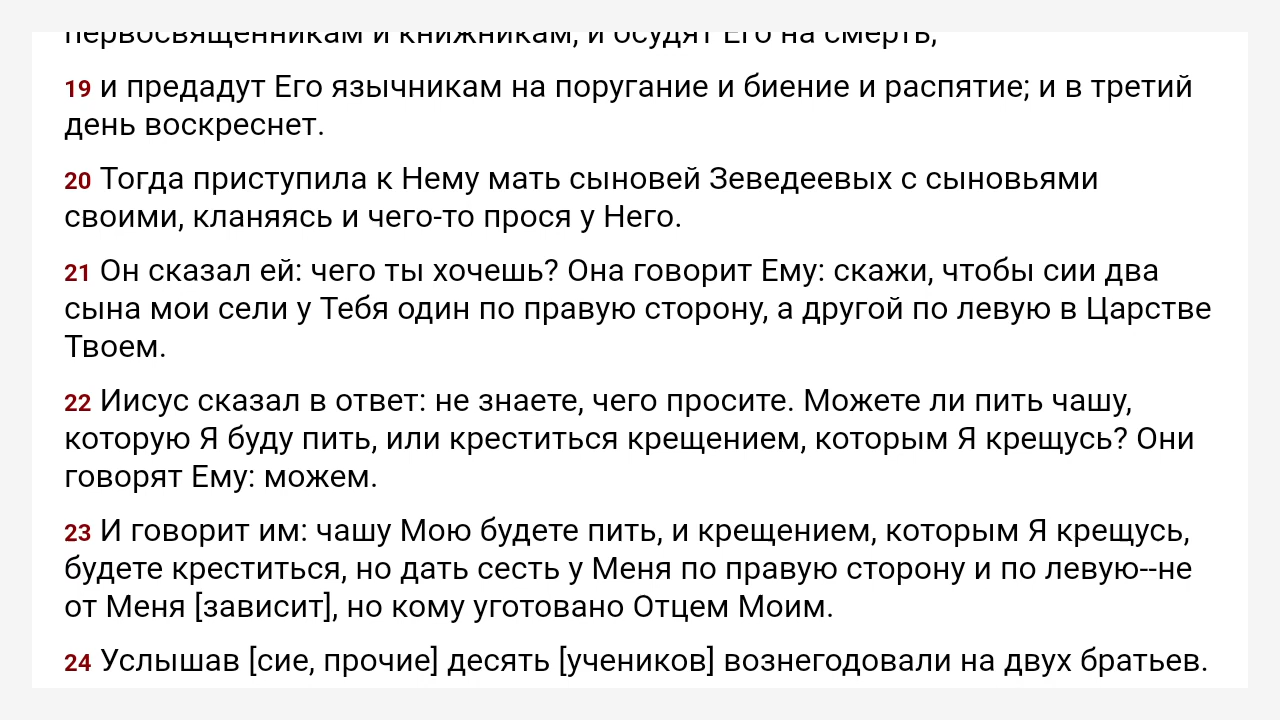 первосвященникам и книжникам, и осудят Его на смерть;
19 и предадут Его язычникам на поругание и биение и распятие; и в третий
день воскреснет.
20 Тогда приступила к Нему мать сыновей Зеведеевых с сыновьями
своими, кланяясь и чего-то прося у Него.
21 Он сказал ей: чего ты хочешь? Она говорит Ему: скажи, чтобы сии два
сына мои сели у Тебя один по правую сторону, а другой по левую в Царстве
Твоем.
22 Иисус сказал в ответ: не знаете, чего просите. Можете ли пить чашу,
которую Я буду пить, или креститься крещением, которым Я крещусь? Они
говорят Ему: можем.
23 И говорит им: чашу Мою будете пить, и крещением, которым Я крещусь,
будете креститься, но дать сесть у Меня по правую сторону и по левую--не
от Меня [зависит], но кому уготовано Отцем Моим.
24 Услышав [сие, прочие] десять [учеников] вознегодовали на двух братьев.